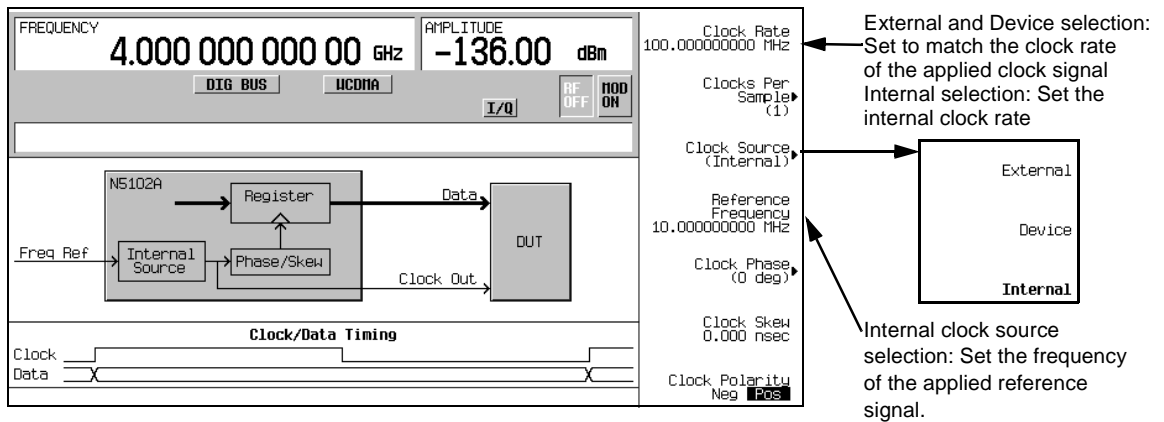 FREQUENCY
4.000 000 000 00 GHz
AMPLITUDE
-136.00 dBm
DIG BUS
WCDMA
I/Q
RF OFF
MOD ON
N5102A
Register
Data
Freq Ref
Internal
Source
Phase/Skew
DUT
Clock Out
Clock/Data Timing
Clock
Data
Clock Rate
100.000000000 MHz
Clocks Per
Sample
(1)
Clock Source
(Internal)
Reference
Frequency
10.000000000 MHz
Clock Phase
(0 deg)
Clock Skew
0.000 nsec
Clock Polarity
Neg Pos
External and Device selection:
Set to match the clock rate
of the applied clock signal
Internal selection: Set the
internal clock rate
External
Device
Internal
Internal clock source
selection: Set the frequency
of the applied reference
signal.